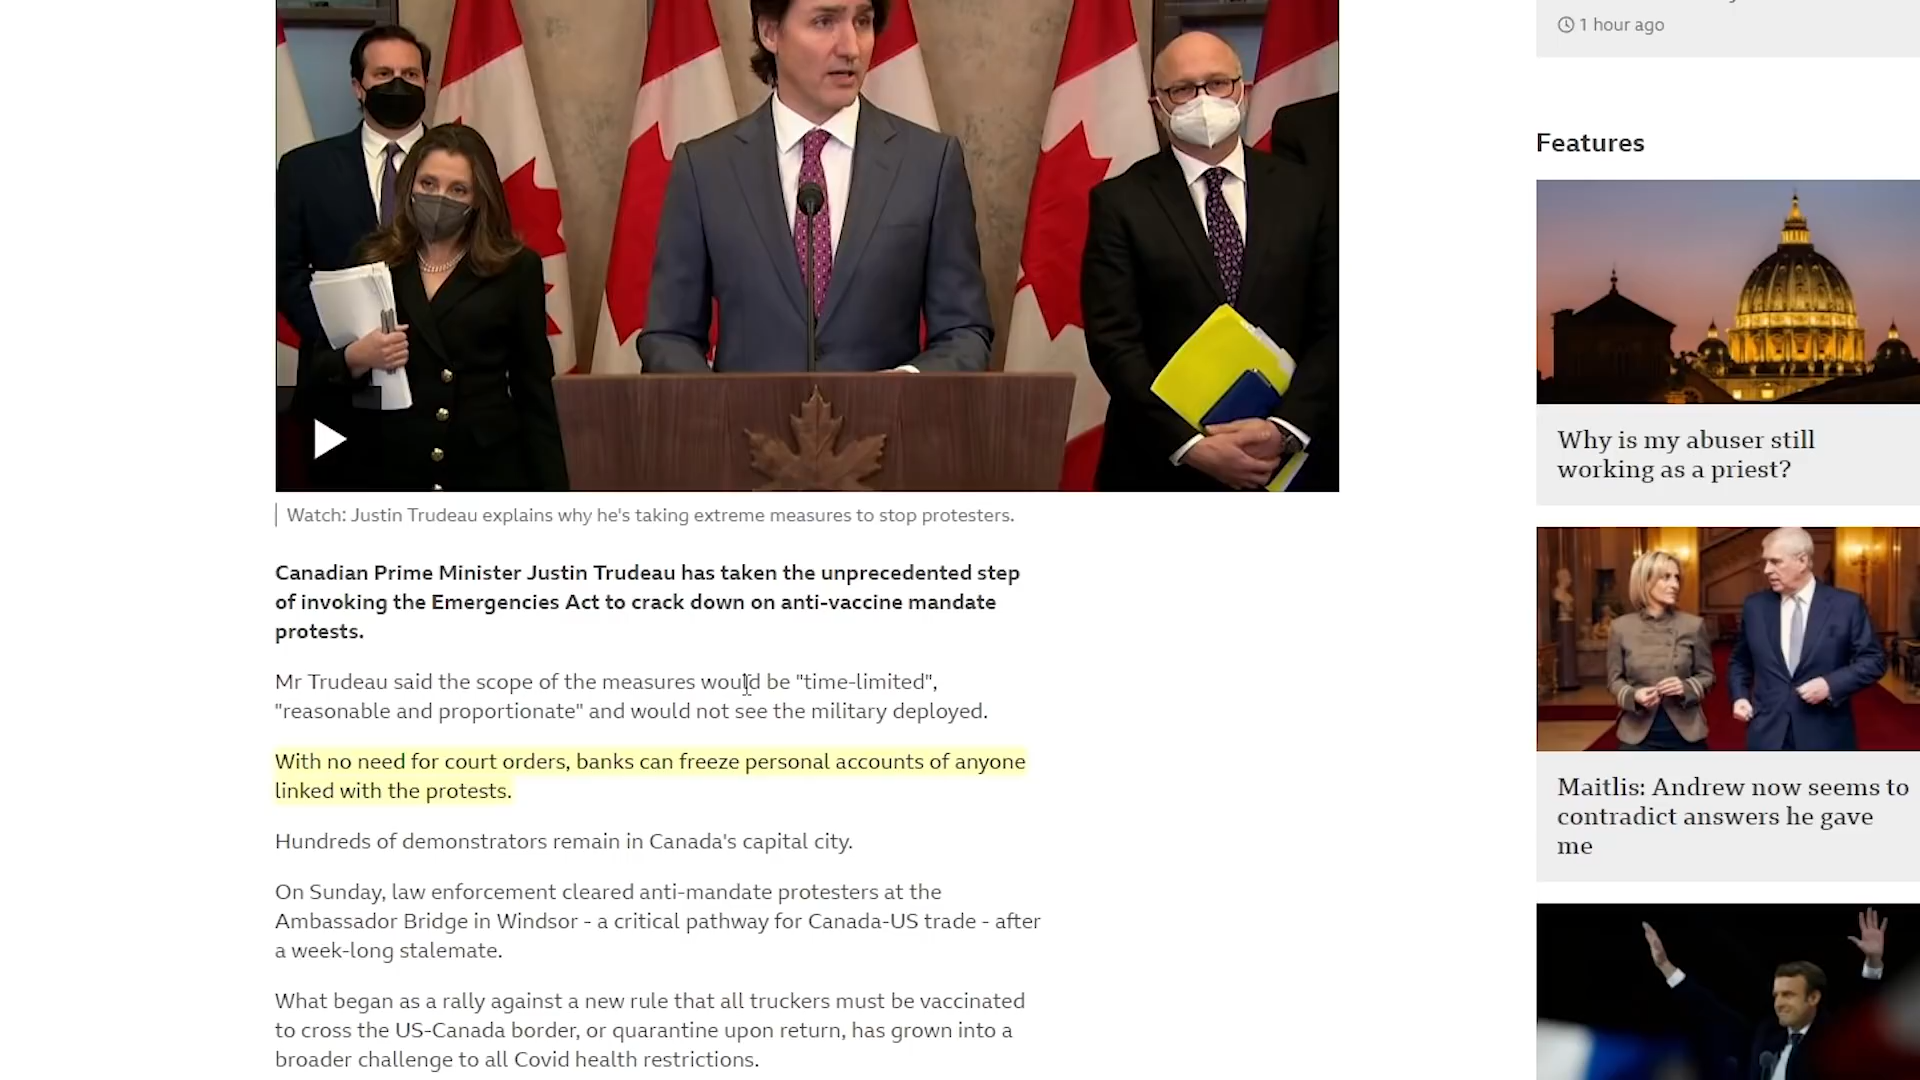 1 hour ago
Features
Why is my abuser still
working as a priest?
Maitlis: Andrew now seems to
contradict answers he gave
me
Watch: Justin Trudeau explains why he's taking extreme measures to stop protesters.
Canadian Prime Minister Justin Trudeau has taken the unprecedented step
of invoking the Emergencies Act to crack down on anti-vaccine mandate
protests.
Mr Trudeau said the scope of the measures would be "time-limited",
"reasonable and proportionate" and would not see the military deployed.
With no need for court orders, banks can freeze personal accounts of anyone
linked with the protests.
Hundreds of demonstrators remain in Canada's capital city.
On Sunday, law enforcement cleared anti-mandate protesters at the
Ambassador Bridge in Windsor - a critical pathway for Canada-US trade - after
a week-long stalemate.
What began as a rally against a new rule that all truckers must be vaccinated
to cross the US-Canada border, or quarantine upon return, has grown into a
broader challenge to all Covid health restrictions.